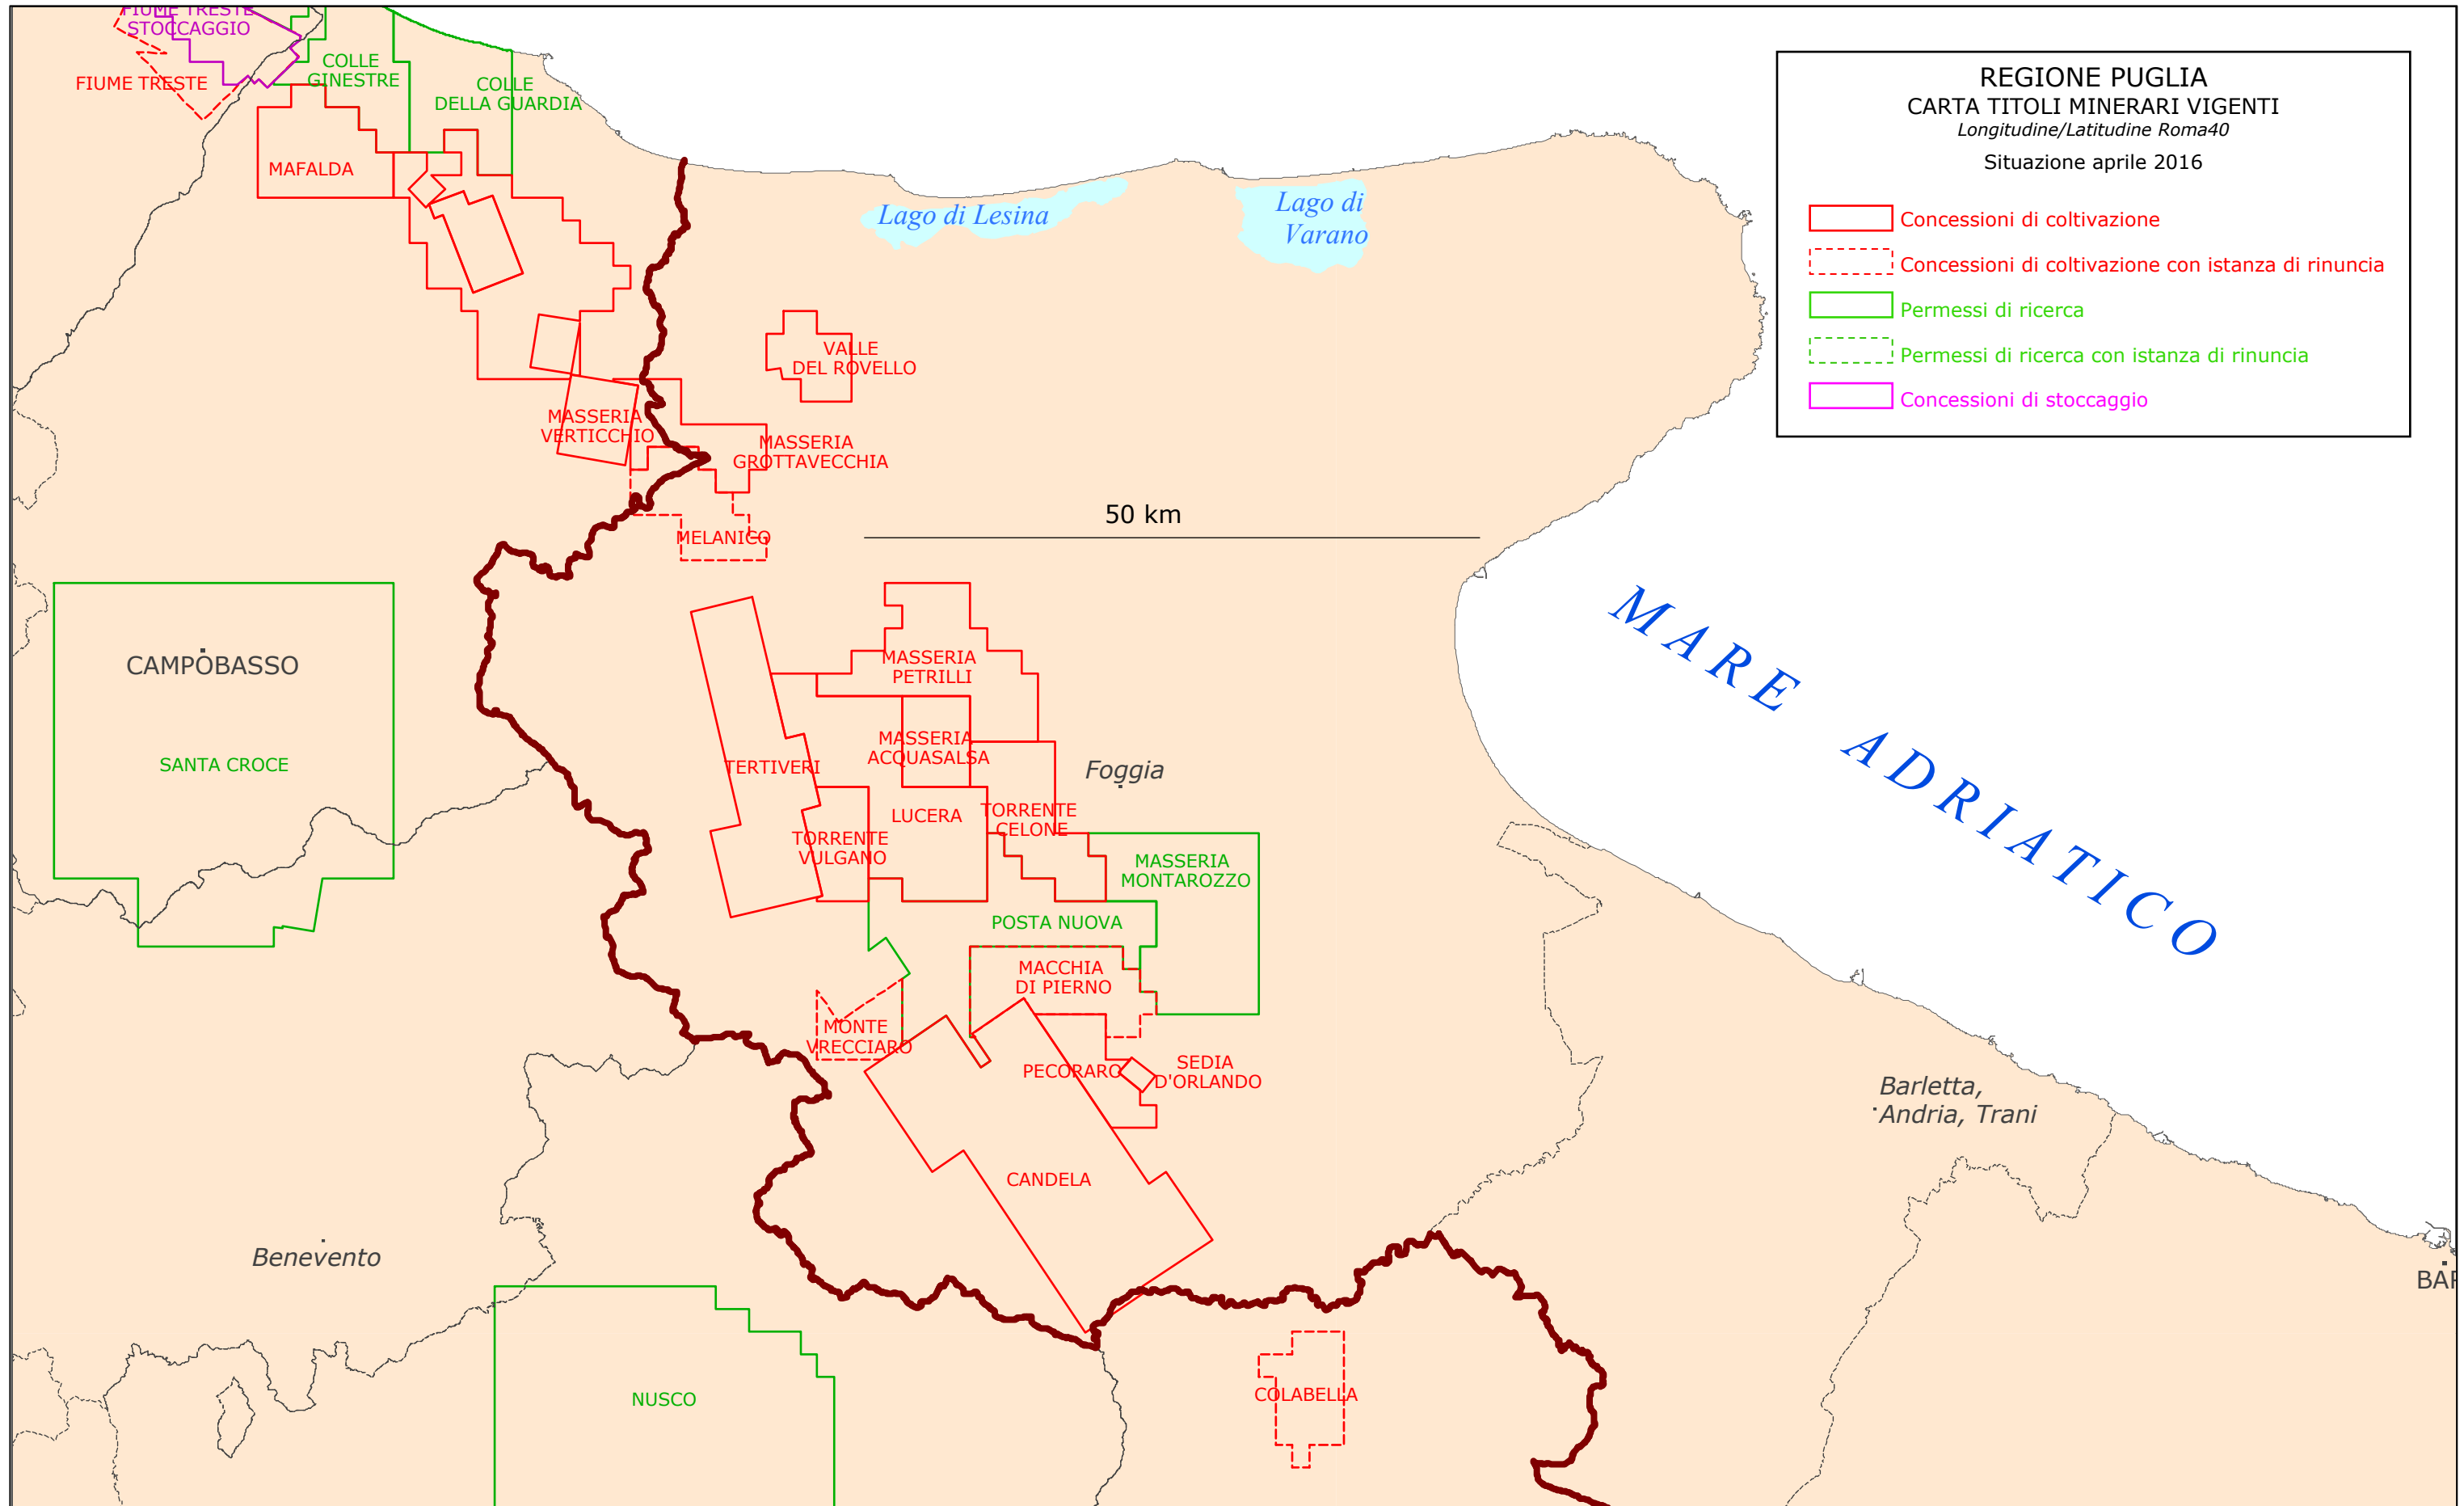 FIUME TRESTE
STOCCAGGIO
FIUME TRESTE
COLLE
GINESTRE
COLLE
DELLA GUARDIA
MAFALDA
REGIONE PUGLIA
CARTA TITOLI MINERARI VIGENTI
Longitudine/Latitudine Roma40
Situazione aprile 2016
Concessioni di coltivazione
Concessioni di coltivazione con istanza di rinuncia
Permessi di ricerca
Permessi di ricerca con istanza di rinuncia
Concessioni di stoccaggio
Lago di Lesina
Lago di
Varano
VALLE
DEL ROVELLO
MASSERIA
VERTICCHIO
MASSERIA
GROTTAVECCHIA
MELANICO
50 km
MARE ADRIATICO
CAMPOBASSO
SANTA CROCE
MASSERIA
PETRILLI
MASSERIA
ACQUASALSA
TERTIVERI
Foggia
LUCERA
TORRENTE
CELONE
TORRENTE
VULGANO
MASSERIA
MONTAROZZO
POSTA NUOVA
MACCHIA
DI PIERNO
MONTE
VRECCIARO
PECORARO
SEDIA
D'ORLANDO
CANDELA
Barletta,
Andria, Trani
Benevento
NUSCO
COLABELLA